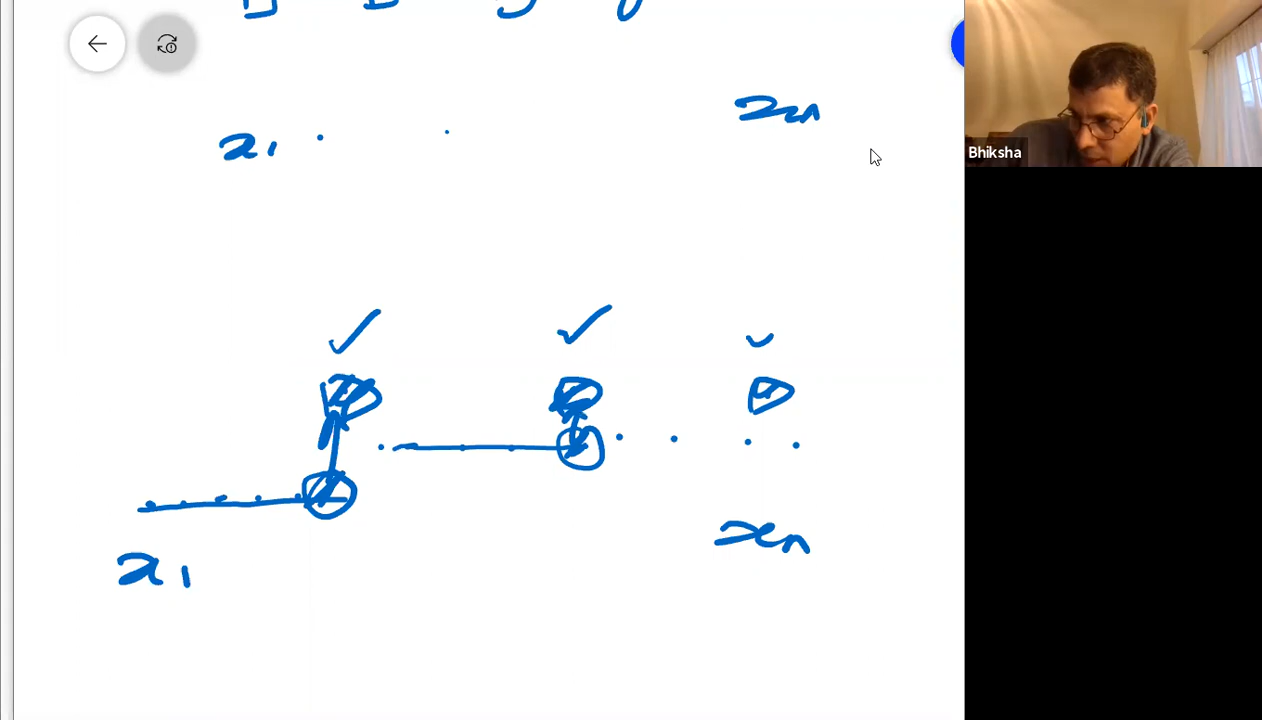 x1 . . xn
Bhiksha
xn
x1